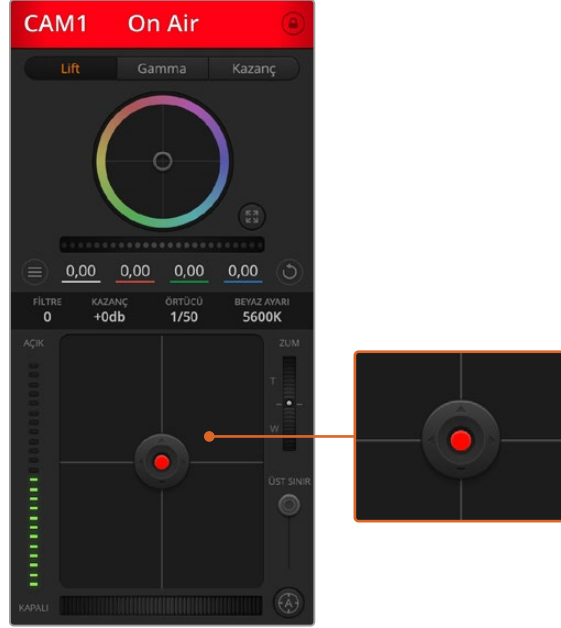 CAM1 On Air
Lift Gamma Kazanç
0,00 0,00 0,00 0,00
FİLTRE KAZANÇ ÖRTÜCÜ BEYAZ AYARI
0 +0db 1/50 5600K
AÇIK ZUM
T
W
ÜST SINIR
KAPALI A